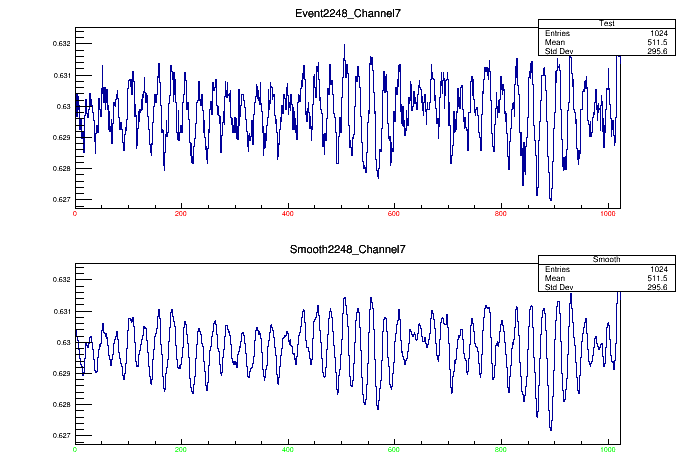 Event2248_Channel7
Test
Entries 1024
Mean 511.5
Std Dev 295.6
0.632
0.631
0.63
0.629
0.628
0.627
0 200 400 600 800 1000
Smooth2248_Channel7
Smooth
Entries 1024
Mean 511.5
Std Dev 295.6
0.632
0.631
0.63
0.629
0.628
0.627
0 200 400 600 800 1000